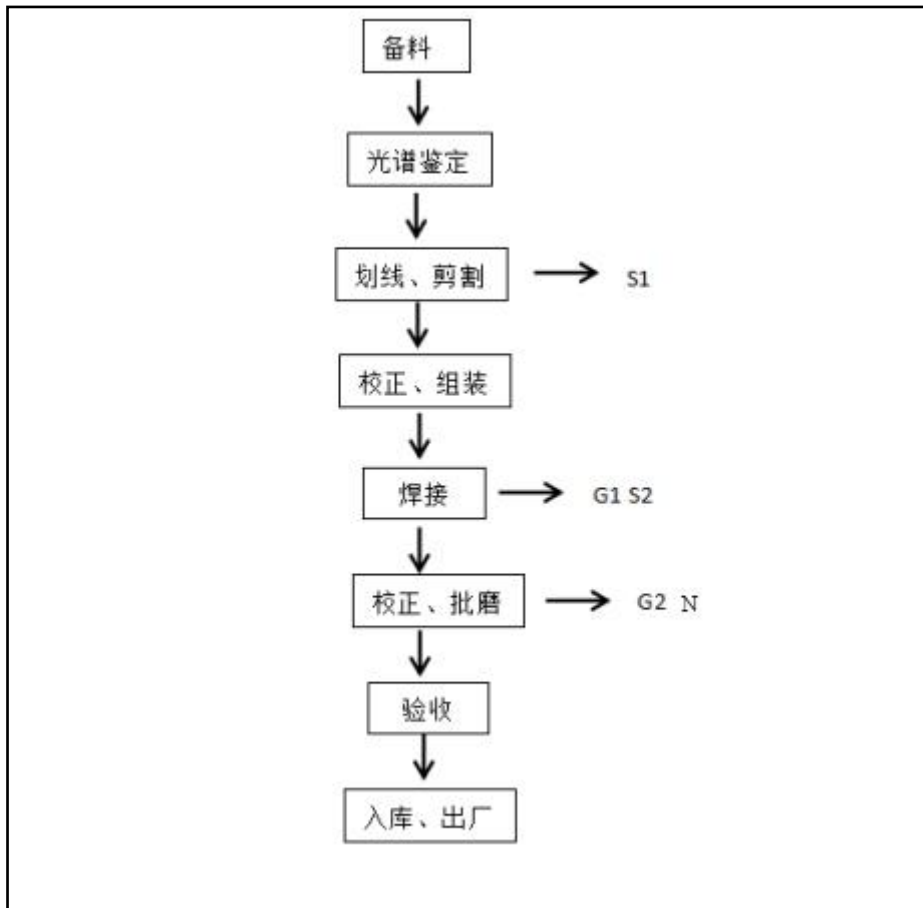 备料
光谱鉴定
划线、剪割
S1
校正、组装
焊接
G1 S2
校正、批磨
G2 N
验收
入库、出厂